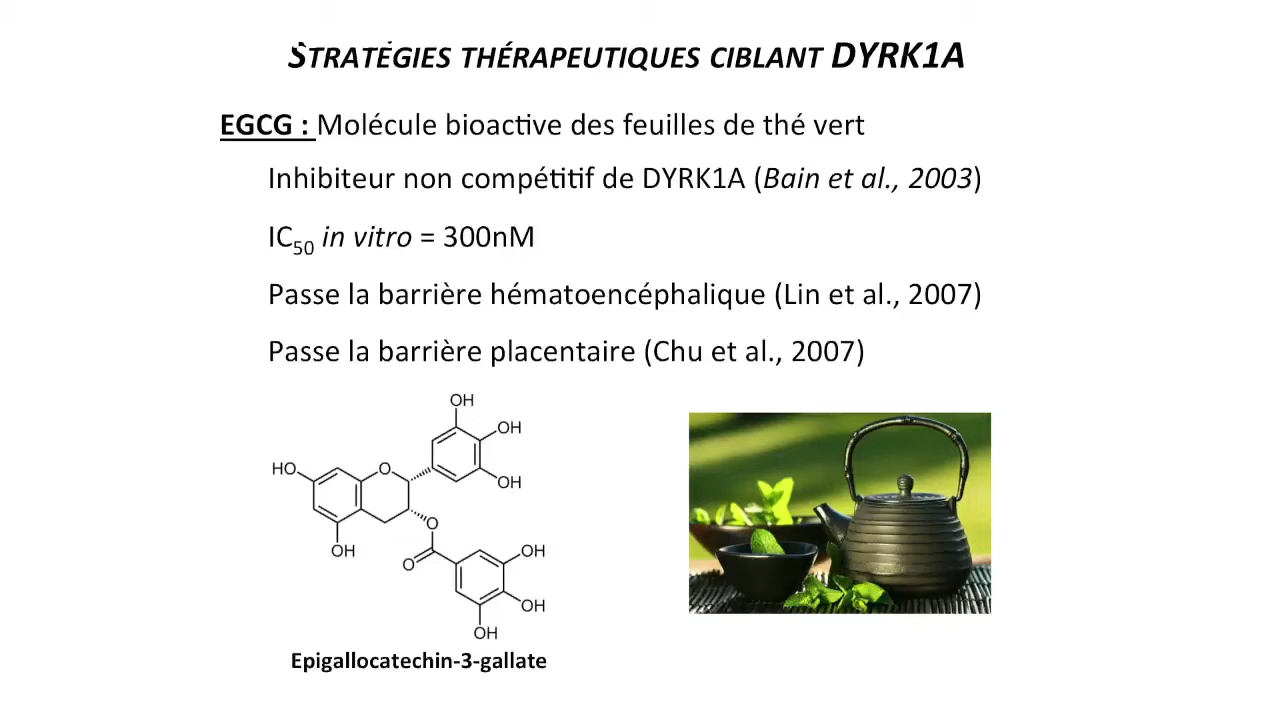 STRATÉGIES THÉRAPEUTIQUES CIBLANT DYRK1A
EGCG : Molécule bioactive des feuilles de thé vert
Inhibiteur non compétitif de DYRK1A (Bain et al., 2003)
IC50 in vitro = 300nM
Passe la barrière hématoencéphalique (Lin et al., 2007)
Passe la barrière placentaire (Chu et al., 2007)
OH
OH
HO
O
OH
O
OH
O
OH
OH
OH
Epigallocatechin-3-gallate